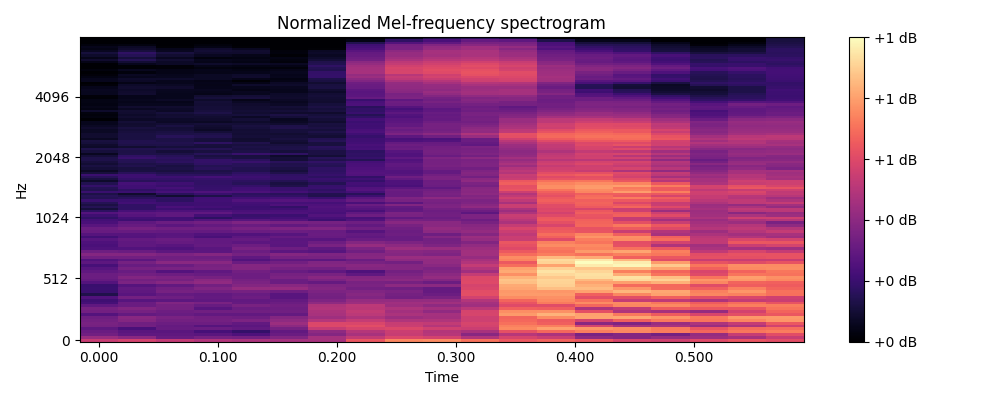 Normalized Mel-frequency spectrogram
Hz
4096
2048
1024
512
0
0.000 0.100 0.200 0.300 0.400 0.500
Time
+1 dB
+1 dB
+1 dB
+0 dB
+0 dB
+0 dB